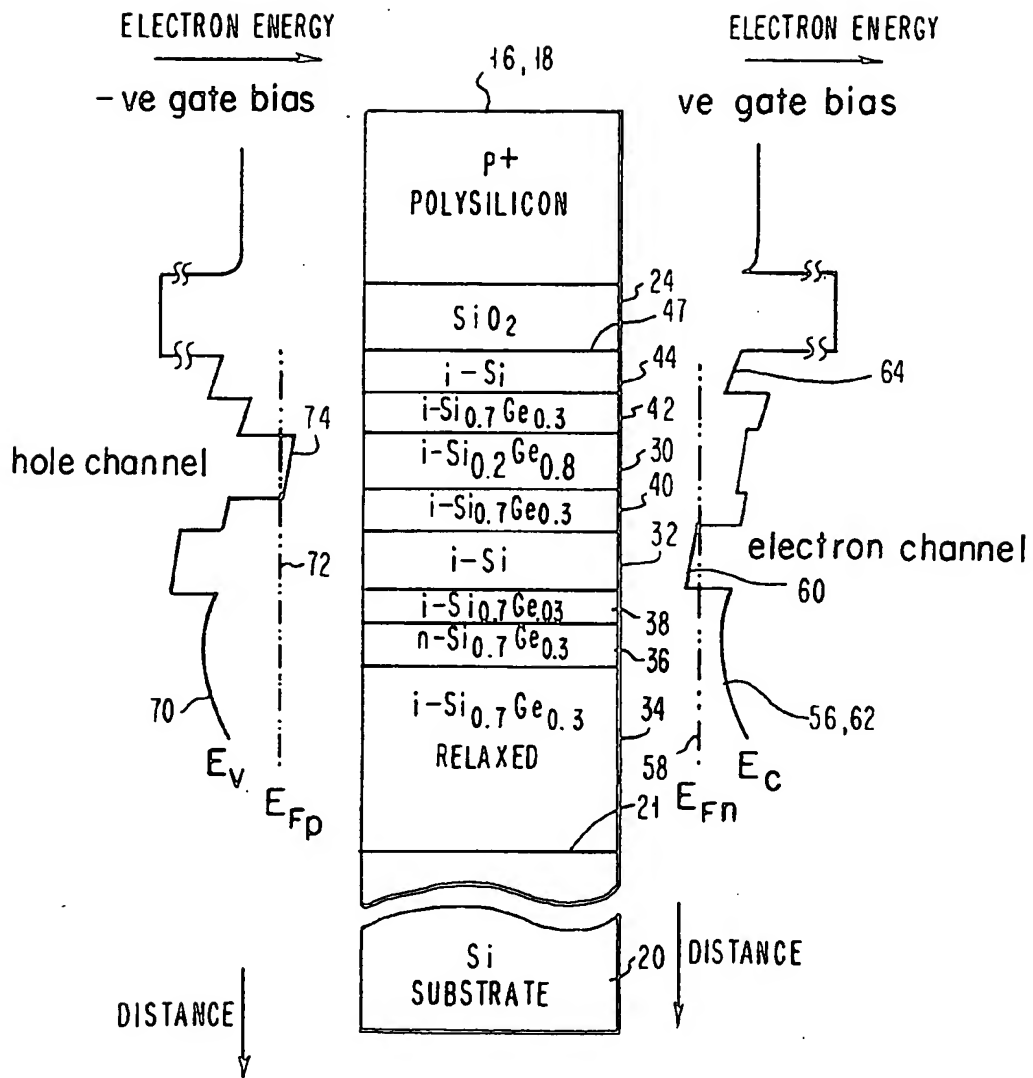 ELECTRON ENERGY
-ve gate bias
16,18
ELECTRON ENERGY
ve gate bias
p+
POLYSILICON
24
SiO2
47
i-Si
44
64
i-Si0.7Ge0.3
42
74
hole channel
i-Si0.2Ge0.8
30
i-Si0.7Ge0.3
40
32
i-Si
electron channel
72
60
i-Si0.7Ge.03
38
n-Si0.7Ge0.3
36
70
i-Si0.7Ge0.3
RELAXED
34
56,62
58
Ev
EFp
EFn
Ec
21
Si
SUBSTRATE
20
DISTANCE
DISTANCE